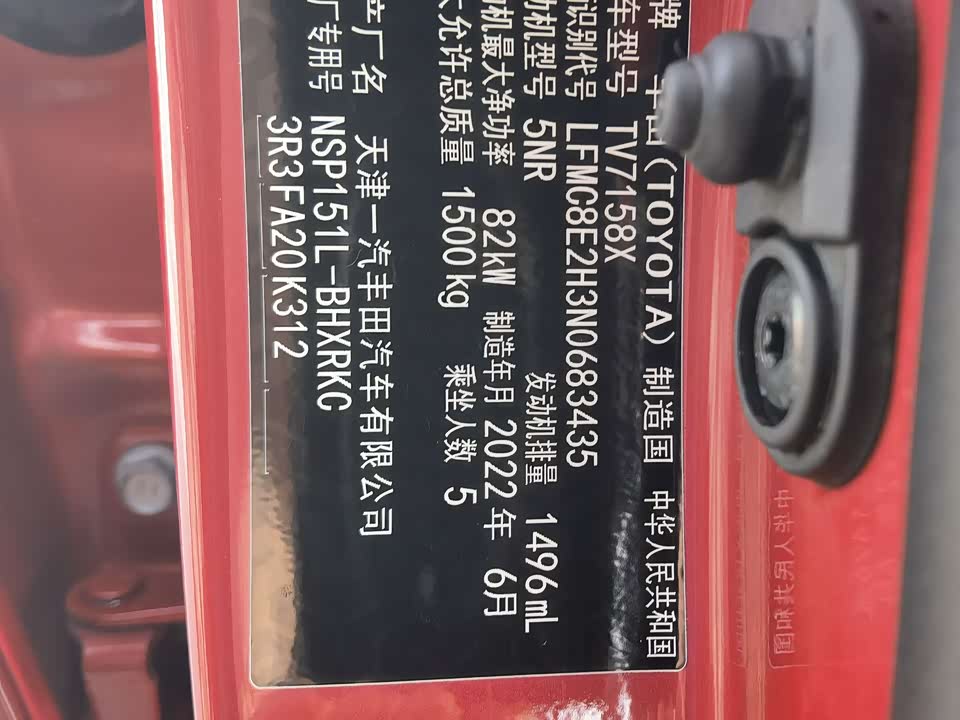 牌 丰田(TOYOTA) 制造国 中华人民共和国
车型号 TV7158X
识别代号 LFMC8E2H3N0683435
动机型号 5NR 发动机排量 1496mL
机最大净功率 82kW 制造年月 2022年 6月
大允许总质量 1500kg 乘坐人数 5
产厂名 天津一汽丰田汽车有限公司
厂专用号 NSP151L-BHXRKC
3R3FA20K312